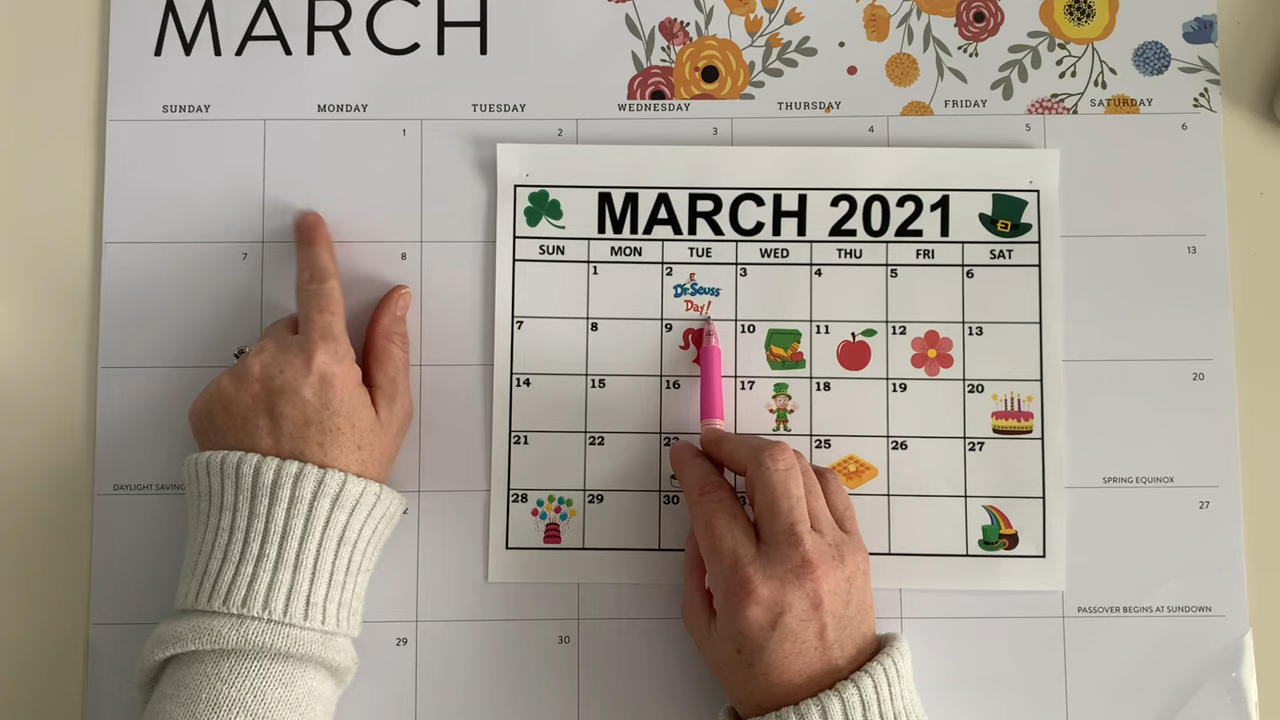 MARCH
SUNDAY MONDAY TUESDAY WEDNESDAY THURSDAY FRIDAY SATURDAY
1 2 3 4 5 6
7 8 13
20
DAYLIGHT SAVING
SPRING EQUINOX
27
PASSOVER BEGINS AT SUNDOWN
29 30
MARCH 2021
SUN MON TUE WED THU FRI SAT
1 2 3 4 5 6
Dr. Seuss
Day!
7 8 9 10 11 12 13
14 15 16 17 18 19 20
21 22 25 26 27
28 29 30